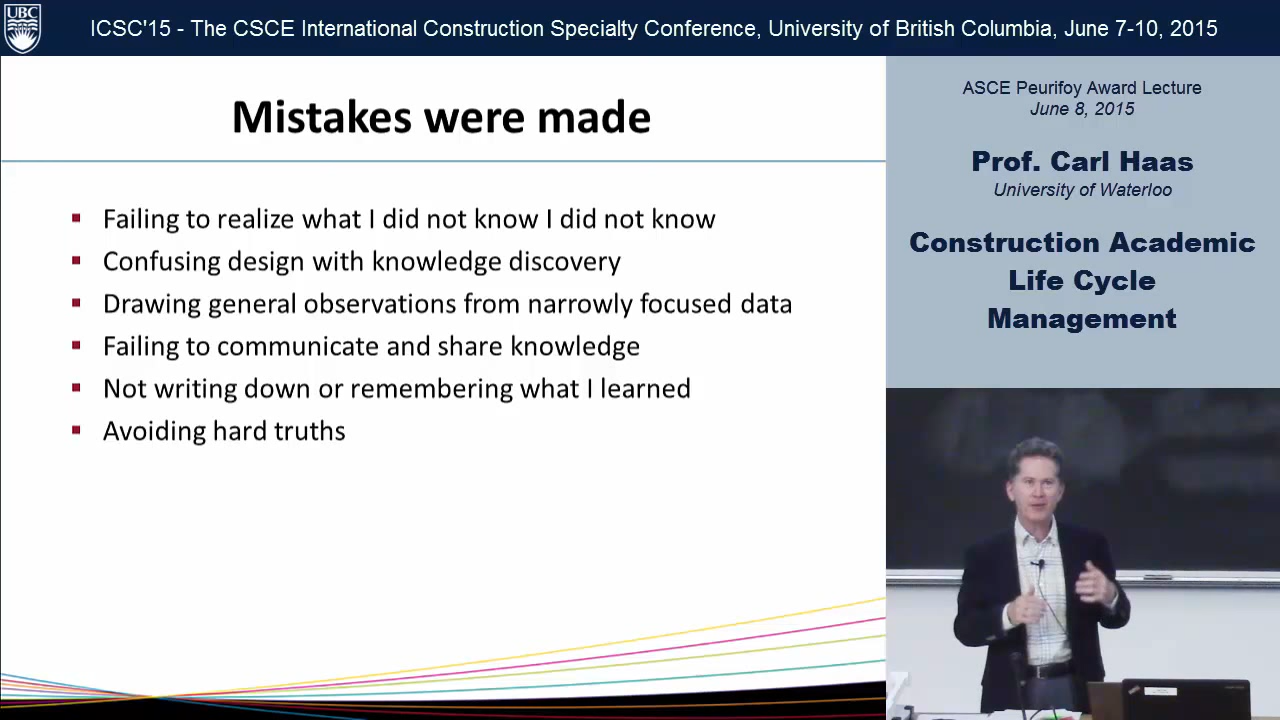 UBC
ICSC'15 - The CSCE International Construction Specialty Conference, University of British Columbia, June 7-10, 2015
Mistakes were made
Failing to realize what I did not know I did not know
Confusing design with knowledge discovery
Drawing general observations from narrowly focused data
Failing to communicate and share knowledge
Not writing down or remembering what I learned
Avoiding hard truths
ASCE Peurifoy Award Lecture
June 8, 2015
Prof. Carl Haas
University of Waterloo
Construction Academic
Life Cycle
Management